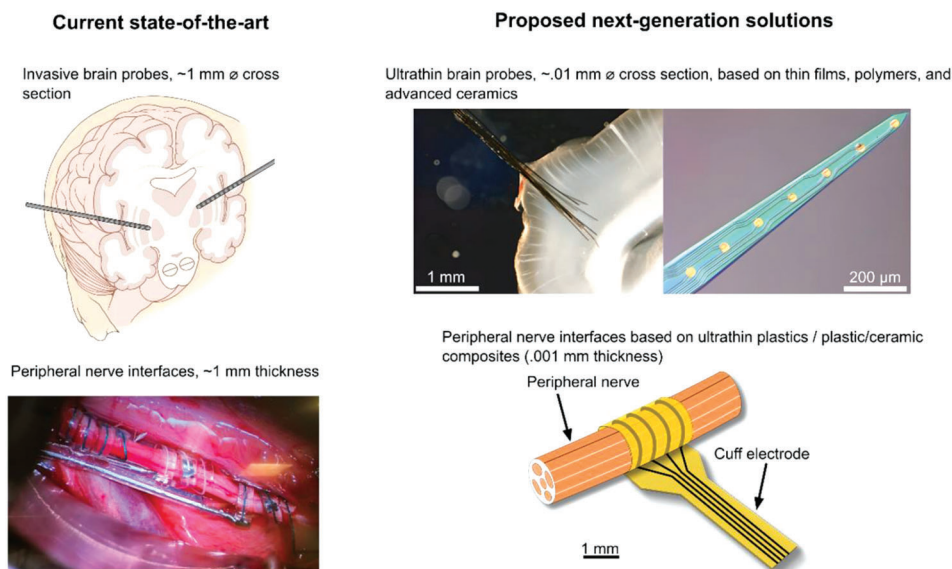 Current state-of-the-art
Invasive brain probes, ~1 mm ⌀ cross
section
Peripheral nerve interfaces, ~1 mm thickness
Proposed next-generation solutions
Ultrathin brain probes, ~.01 mm ⌀ cross section, based on thin films, polymers, and
advanced ceramics
1 mm
200 µm
Peripheral nerve interfaces based on ultrathin plastics / plastic/ceramic
composites (.001 mm thickness)
Peripheral nerve
Cuff electrode
1 mm